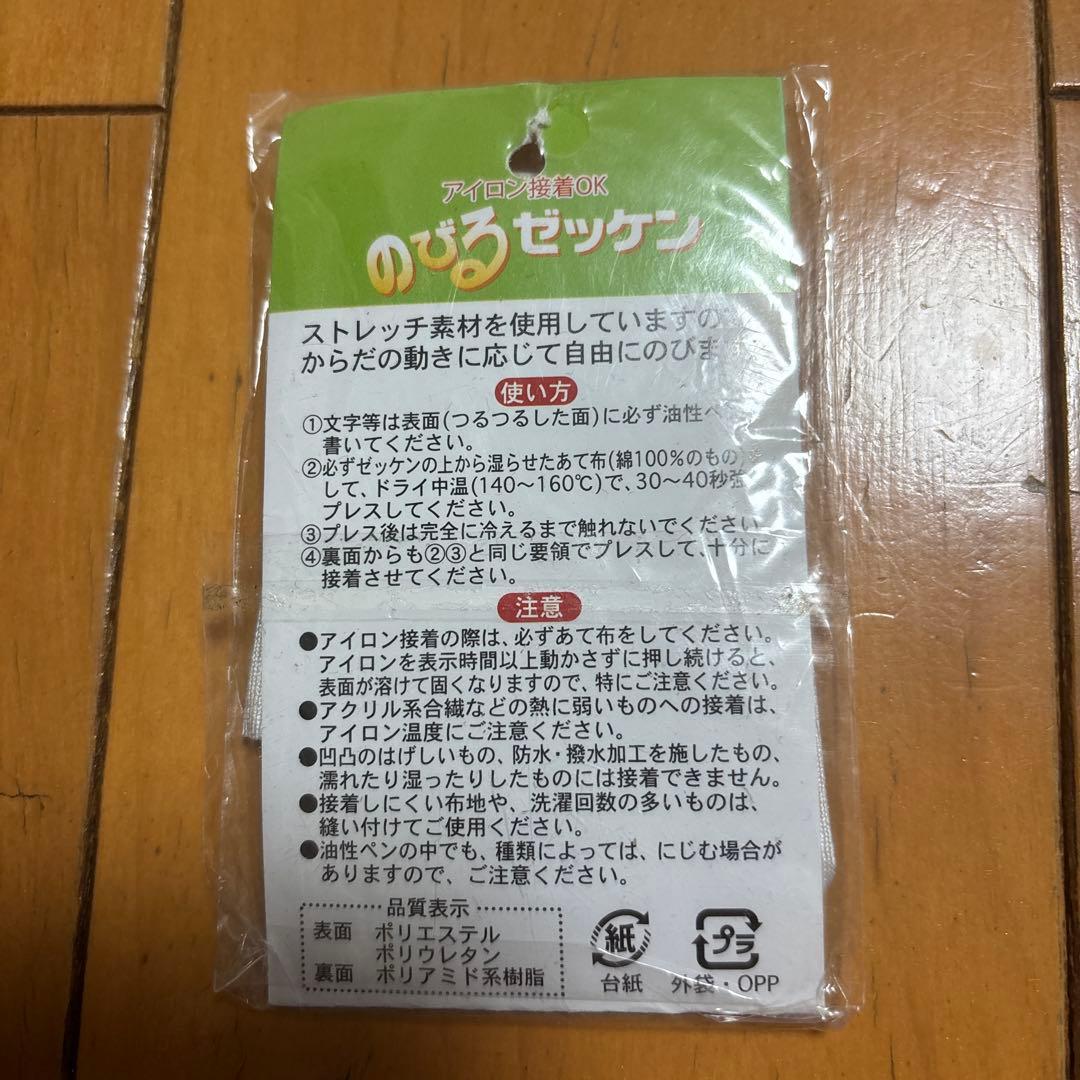 アイロン接着OK
のびるゼッケン
ストレッチ素材を使用していますの
からだの動きに応じて自由にのびま
使い方
①文字等は表面(つるつるした面)に必ず油性ペ
書いてください。
②必ずゼッケンの上から湿らせたあて布(綿100%のもの)を
して、ドライ中温(140〜160℃)で、30〜40秒強
プレスしてください。
③プレス後は完全に冷えるまで触れないでください
④裏面からも②③と同じ要領でプレスして、十分に
接着させてください。
注意
●アイロン接着の際は、必ずあて布をしてください。
アイロンを表示時間以上動かさずに押し続けると、
表面が溶けて固くなりますので、特にご注意ください。
●アクリル系合繊などの熱に弱いものへの接着は、
アイロン温度にご注意ください。
●凹凸のはげしいもの、防水・撥水加工を施したもの、
濡れたり湿ったりしたものには接着できません。
●接着しにくい布地や、洗濯回数の多いものは、
縫い付けてご使用ください。
●油性ペンの中でも、種類によっては、にじむ場合が
ありますので、ご注意ください。
品質表示
表面 ポリエステル
ポリウレタン
裏面 ポリアミド系樹脂
紙
台紙
プラ
外袋・OPP